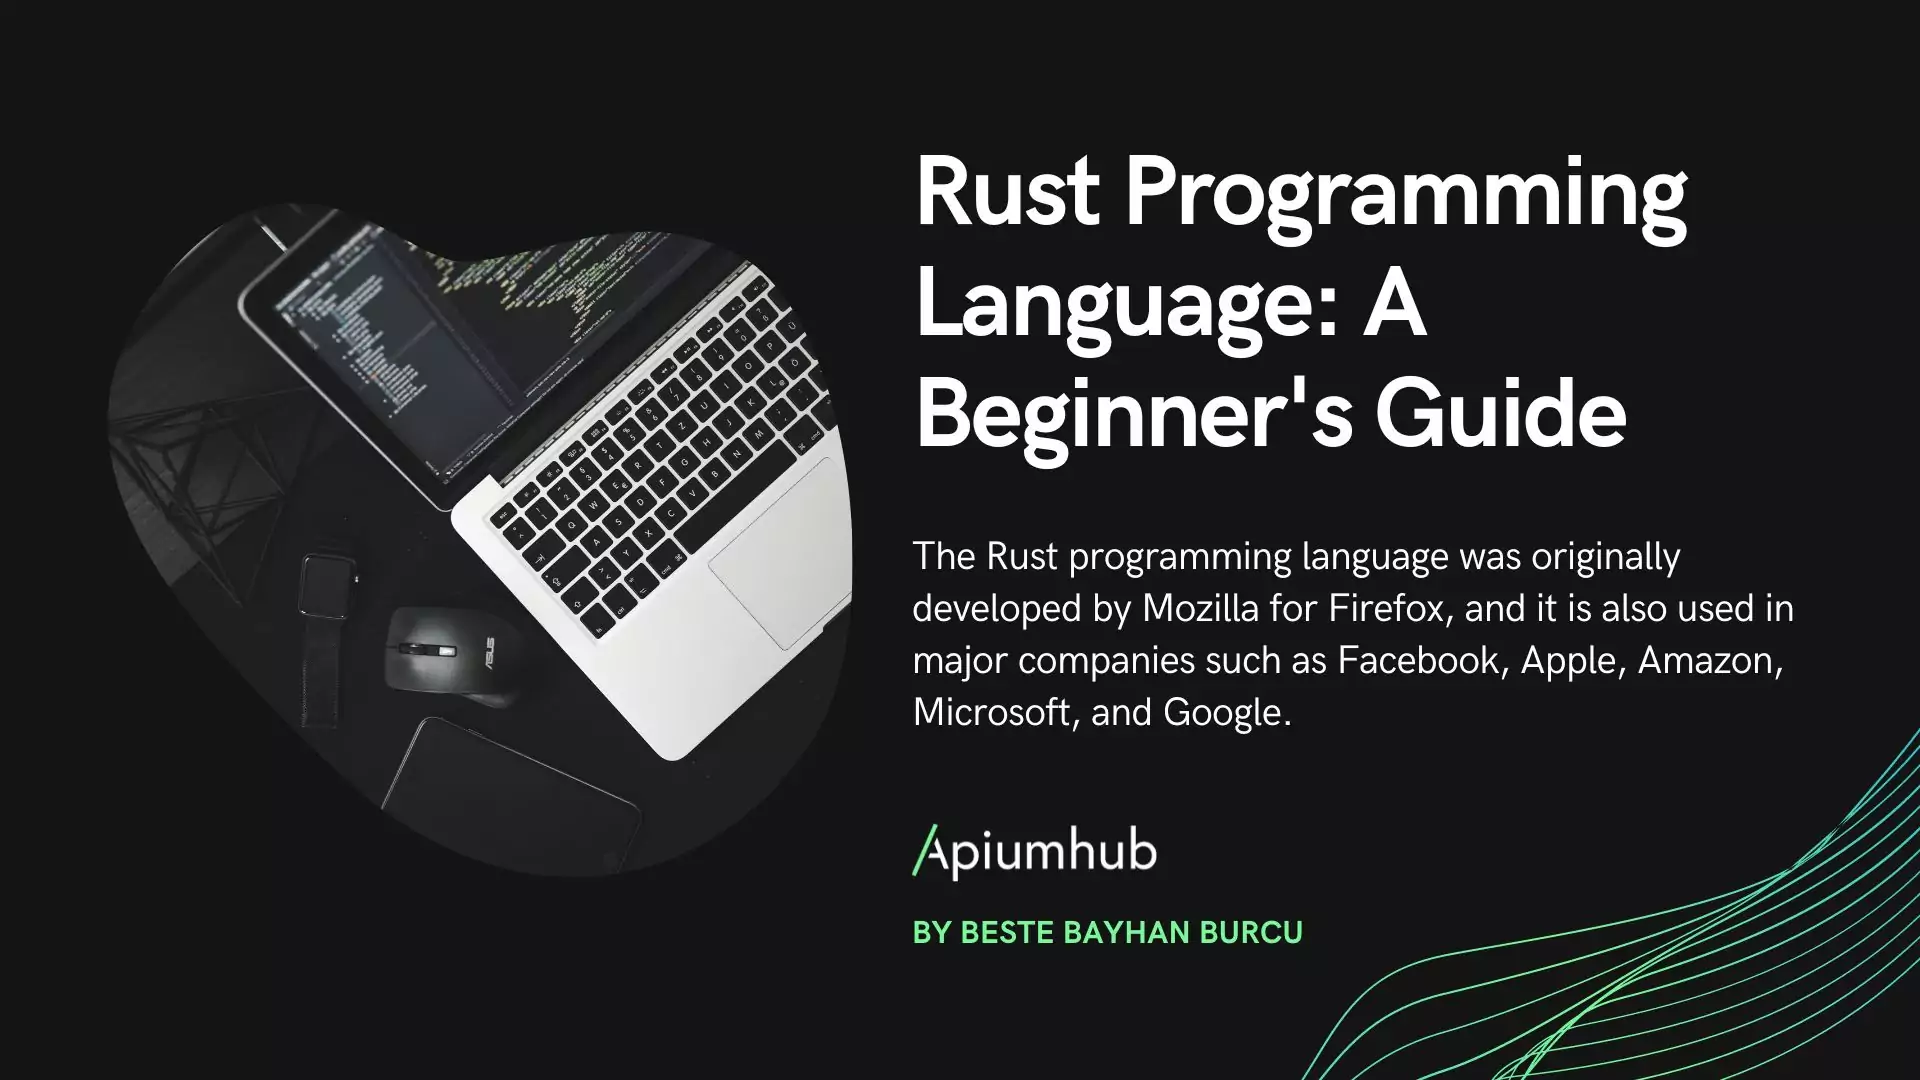 Rust Programming
Language: A
Beginner's Guide
The Rust programming language was originally
developed by Mozilla for Firefox, and it is also used in
major companies such as Facebook, Apple, Amazon,
Microsoft, and Google.
Apiumhub
BY BESTE BAYHAN BURCU
ASUS